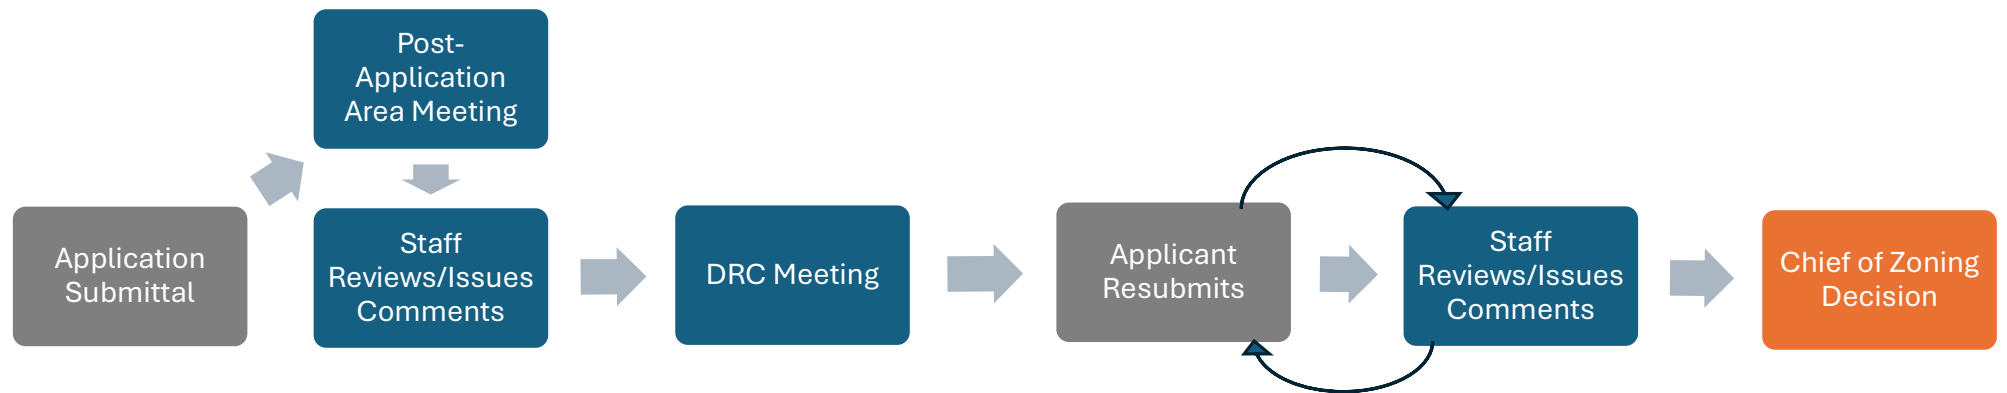 Post-
Application
Area Meeting
Application
Submittal
Staff
Reviews/Issues
Comments
DRC Meeting
Applicant
Resubmits
Staff
Reviews/Issues
Comments
Chief of Zoning
Decision